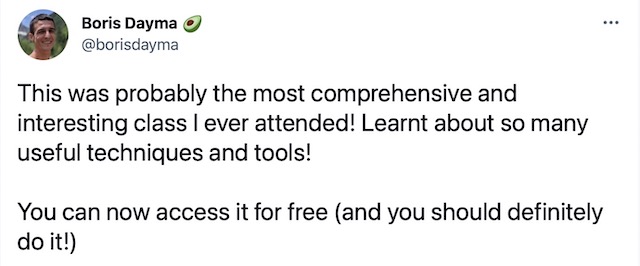 Boris Dayma 🥑
@borisdayma
This was probably the most comprehensive and
interesting class I ever attended! Learnt about so many
useful techniques and tools!
You can now access it for free (and you should definitely
do it!)